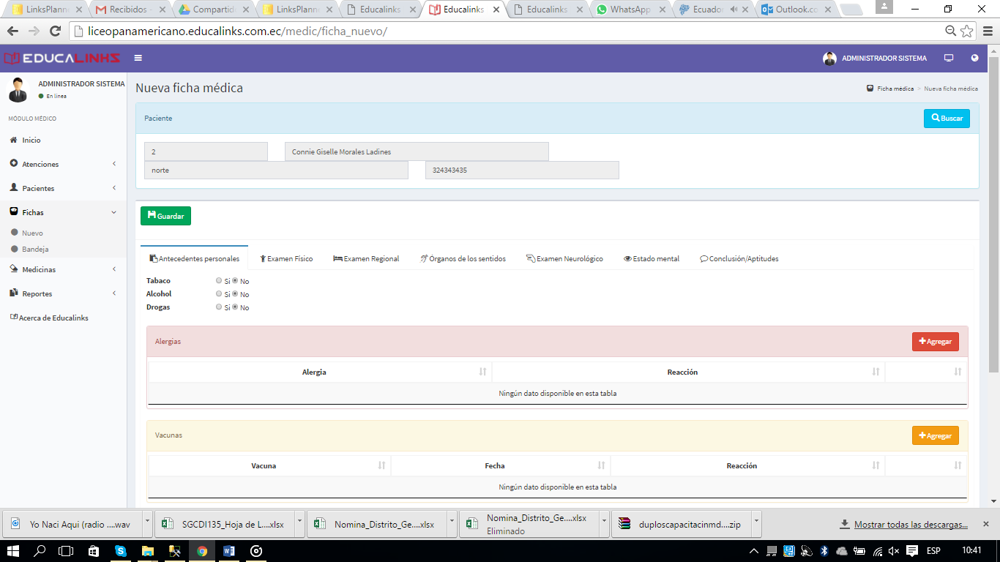 LinksPlanne
Recibidos -
Compartid
LinksPlanne
Educalinks
Educalinks
Educalinks
WhatsApp
Ecuador
Outlook.co
liceopanamericano.educalinks.com.ec/medic/ficha_nuevo/
EDUCALINKS
ADMINISTRADOR SISTEMA
ADMINISTRADOR SISTEMA
En línea
Nueva ficha médica
Ficha médica > Nueva ficha médica
MÓDULO MÉDICO
Inicio
Atenciones
Pacientes
Fichas
Nuevo
Bandeja
Medicinas
Reportes
Acerca de Educalinks
Paciente
Buscar
2
Connie Giselle Morales Ladines
norte
324343435
Guardar
Antecedentes personales
Examen Físico
Examen Regional
Órganos de los sentidos
Examen Neurológico
Estado mental
Conclusión/Aptitudes
Tabaco Si No
Alcohol Si No
Drogas Si No
Alergias
Agregar
Alergia Reacción
Ningún dato disponible en esta tabla
Vacunas
Agregar
Vacuna Fecha Reacción
Ningún dato disponible en esta tabla
Yo Naci Aqui (radio ....wav
SGCDI135_Hoja de L....xlsx
Nomina_Distrito_Ge....xlsx
Nomina_Distrito_Ge....xlsx
Eliminado
duploscapacitacinmd....zip
Mostrar todas las descargas...
ESP
10:41